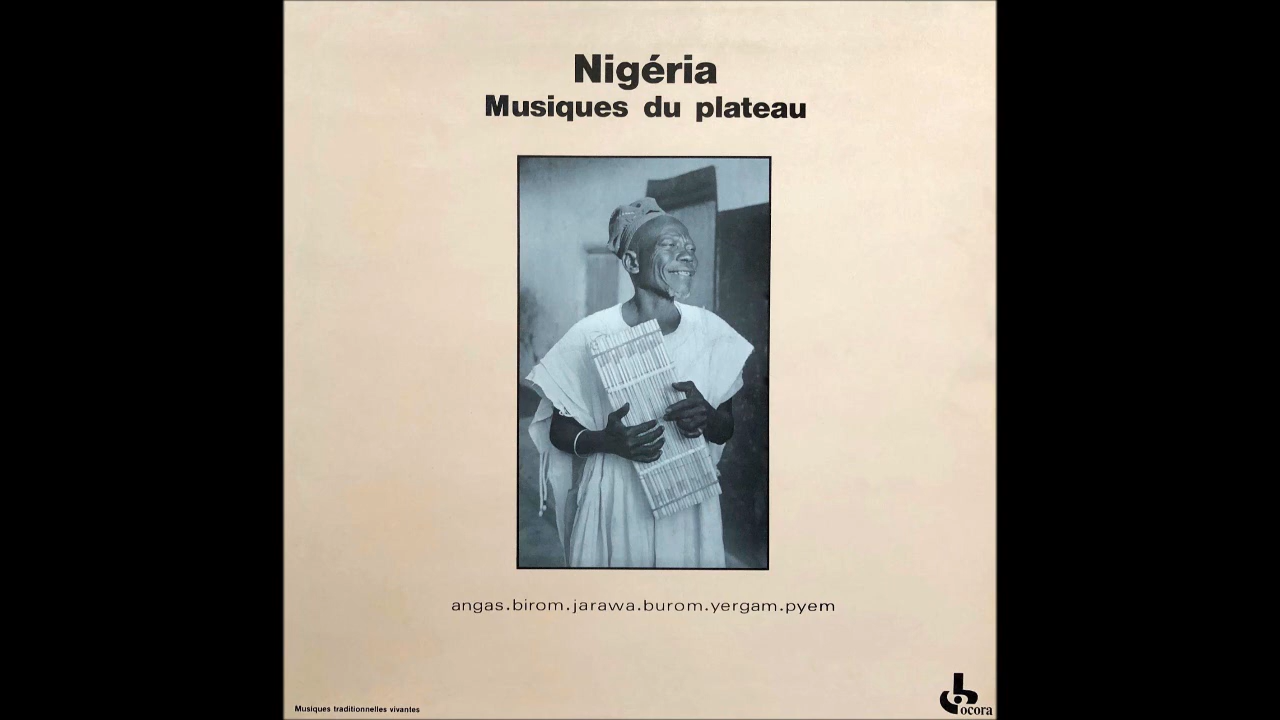 Nigéria
Musiques du plateau
angas.birom.jarawa.burom.yergam.pyem
Musiques traditionnelles vivantes
ocora